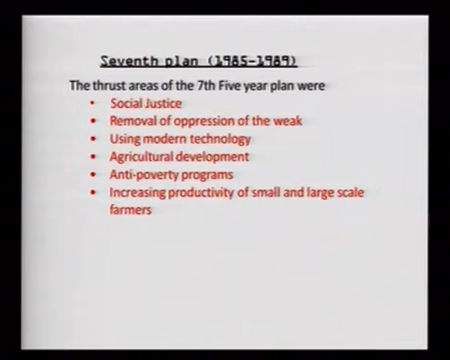 Seventh plan (1985-1989)
The thrust areas of the 7th Five year plan were
• Social Justice
• Removal of oppression of the weak
• Using modern technology
• Agricultural development
• Anti-poverty programs
• Increasing productivity of small and large scale
farmers